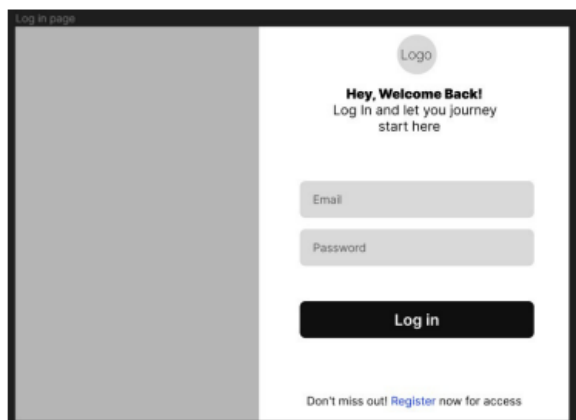 Log in page
Logo
Hey, Welcome Back!
Log In and let you journey
start here
Email
Password
Log in
Don't miss out! Register now for access